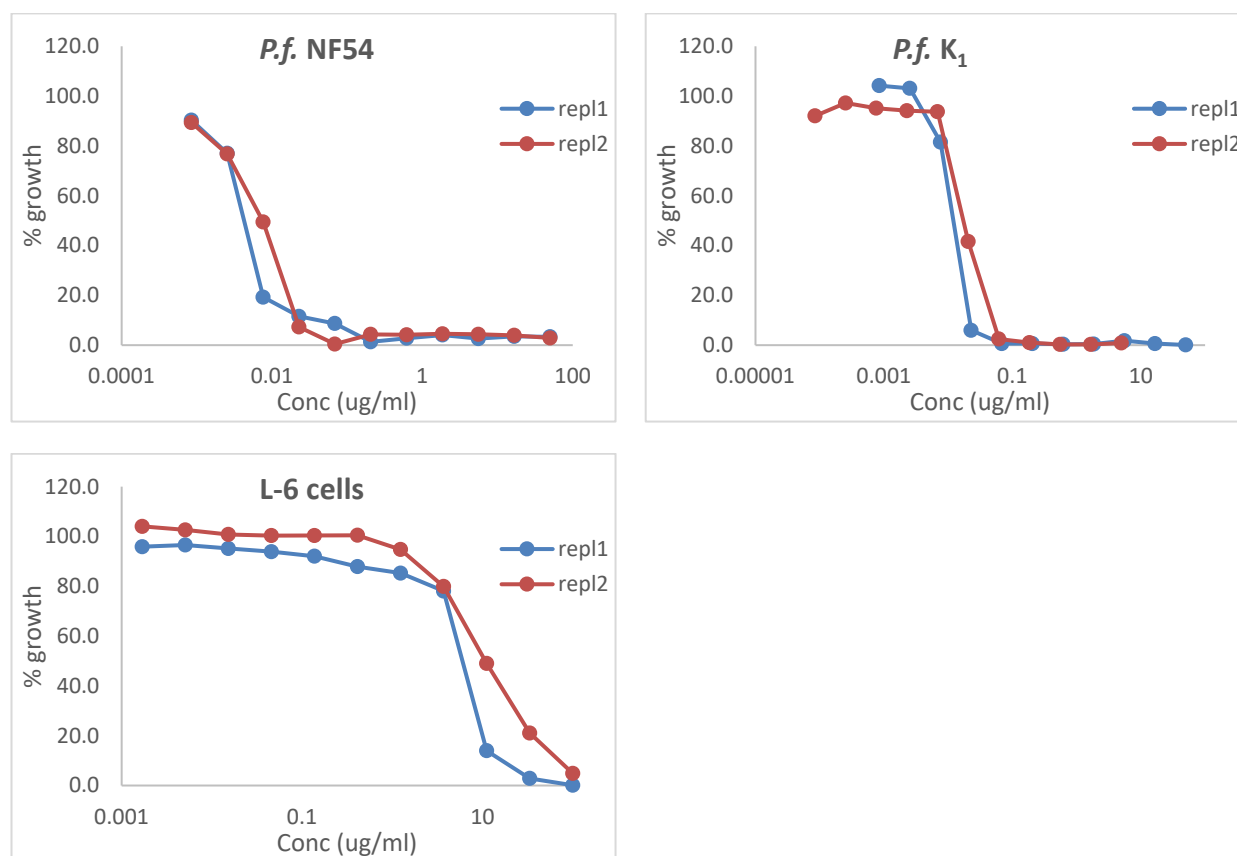 P.f. NF54
120.0
100.0
80.0
60.0
40.0
20.0
0.0
% growth
0.0001
0.01
1
100
Conc (ug/ml)
repl1
repl2
P.f. K₁
120.0
100.0
80.0
60.0
40.0
20.0
0.0
% growth
0.00001
0.001
0.1
10
Conc (ug/ml)
repl1
repl2
L-6 cells
120.0
100.0
80.0
60.0
40.0
20.0
0.0
% growth
0.001
0.1
10
Conc (ug/ml)
repl1
repl2